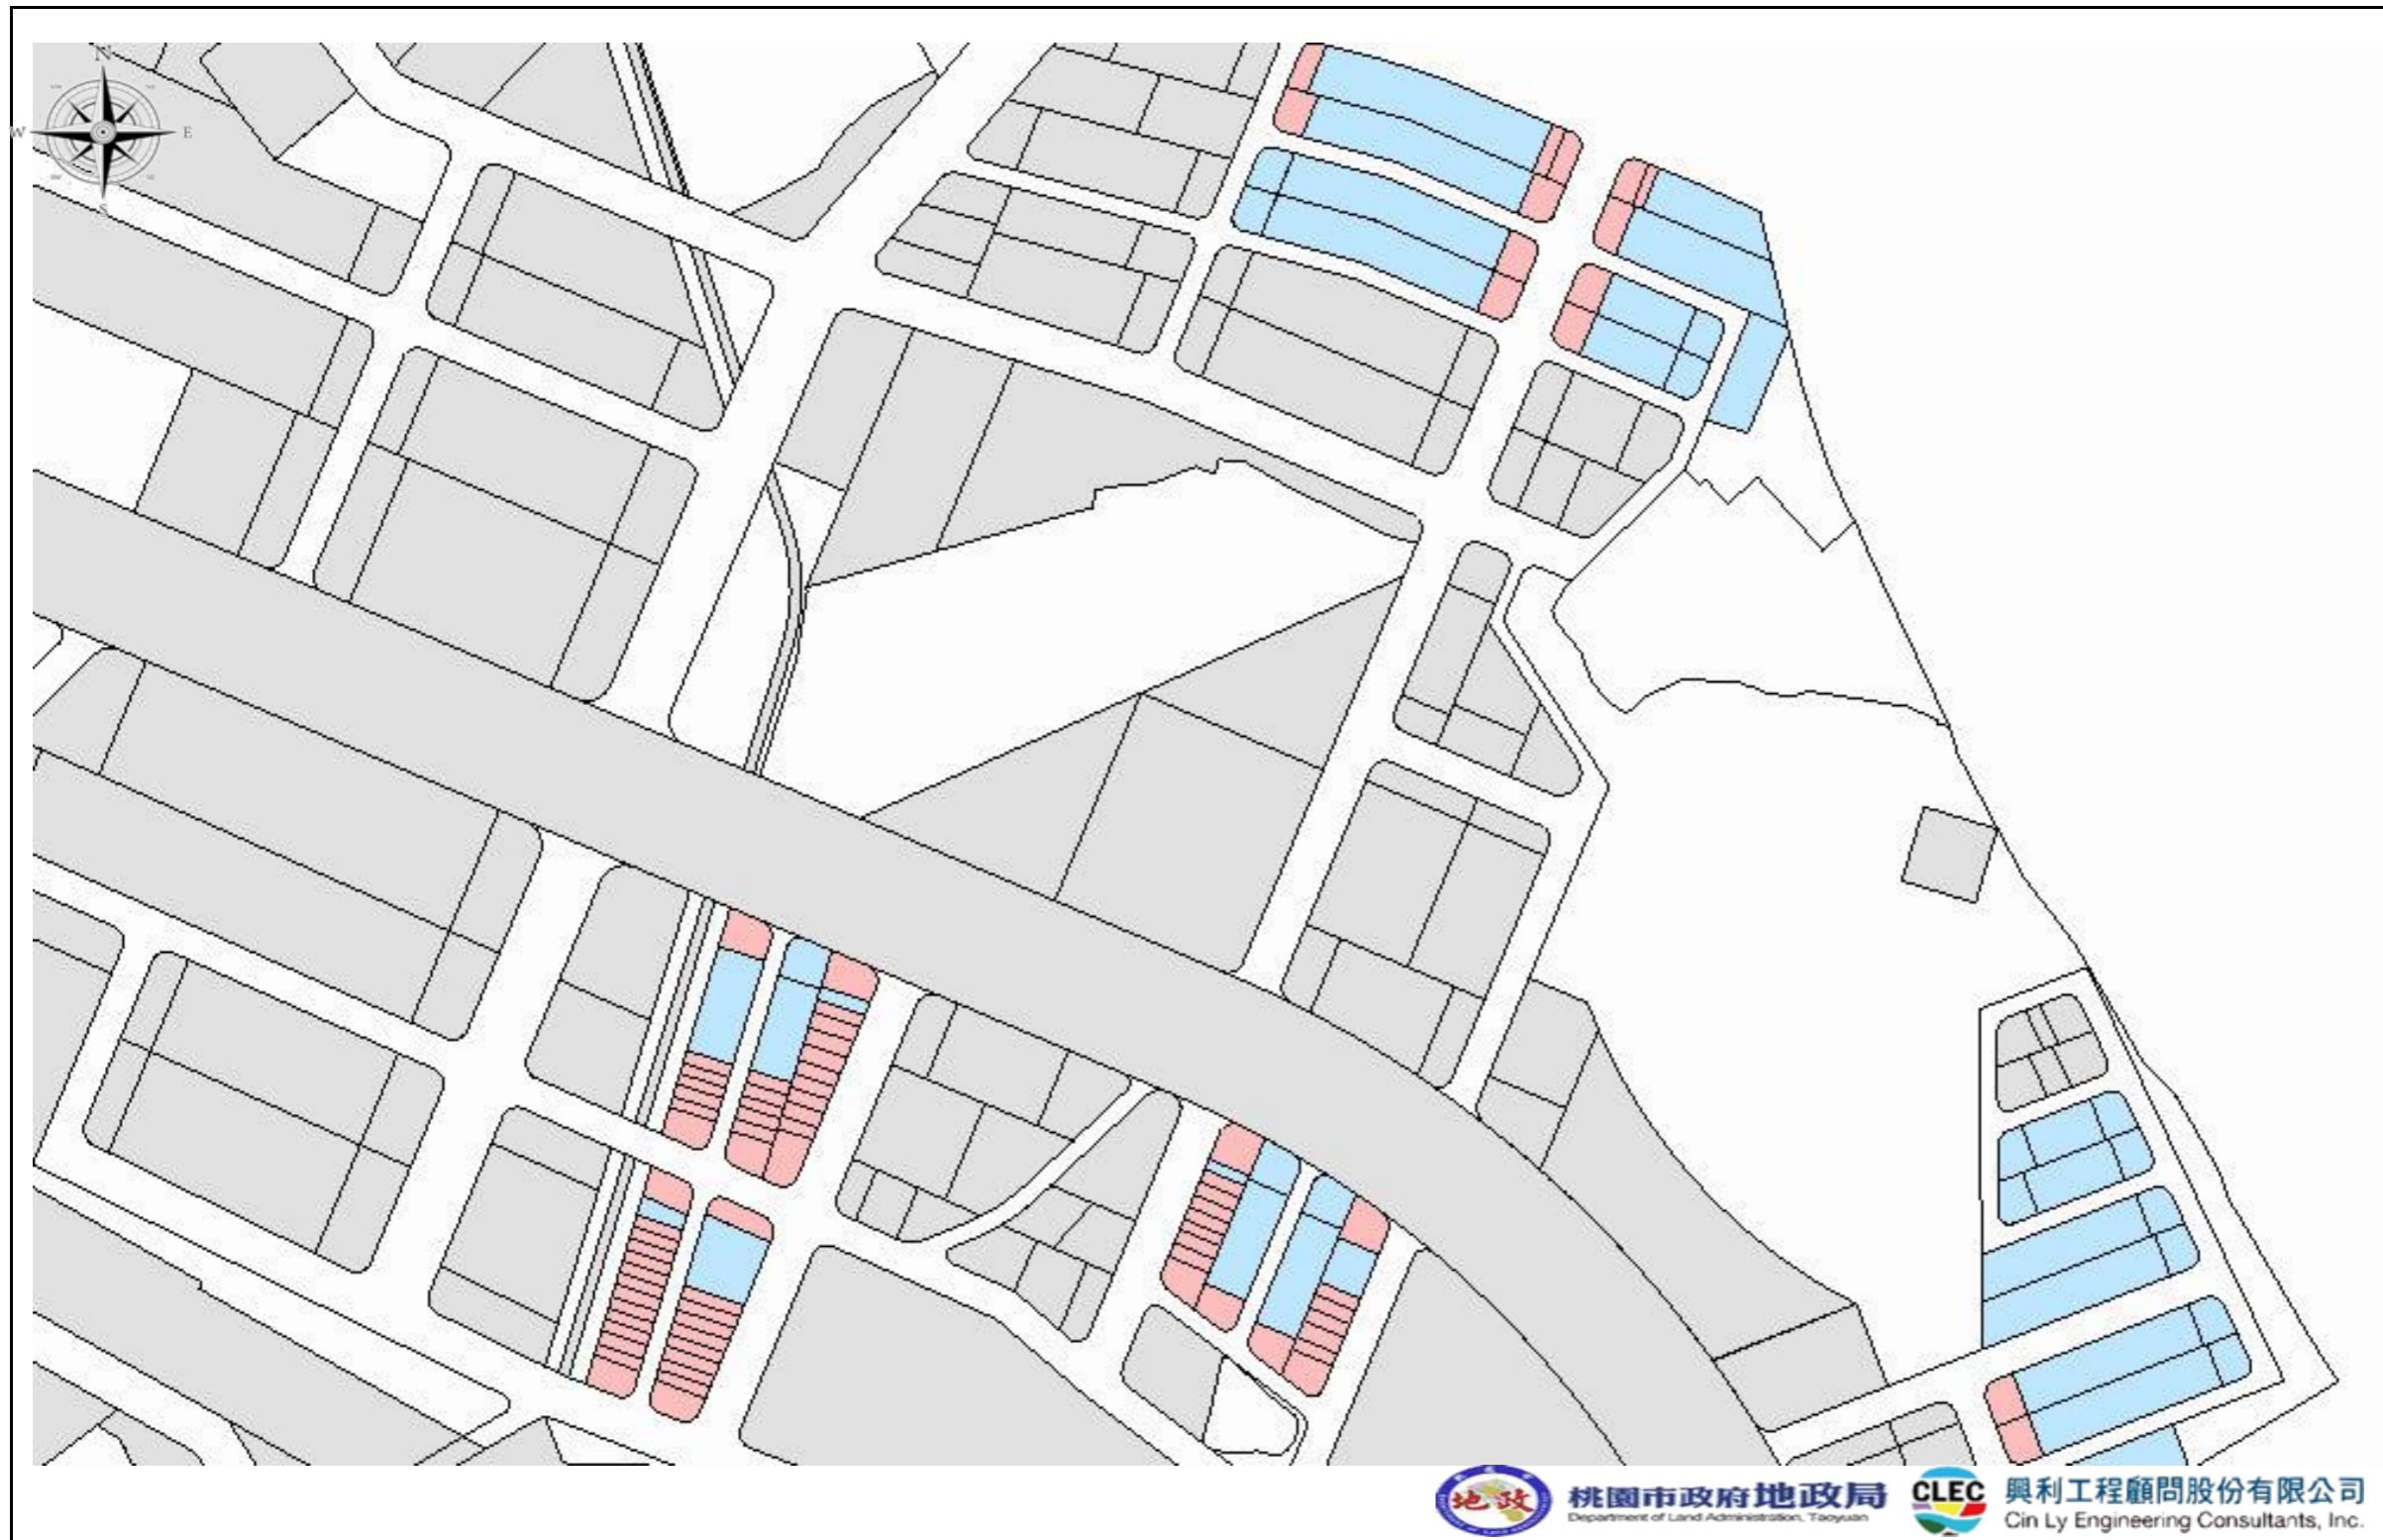 N
W
E
S
地政
桃園市政府地政局
Department of Land Administration, Taoyuan
CLEC
興利工程顧問股份有限公司
Cin Ly Engineering Consultants, Inc.